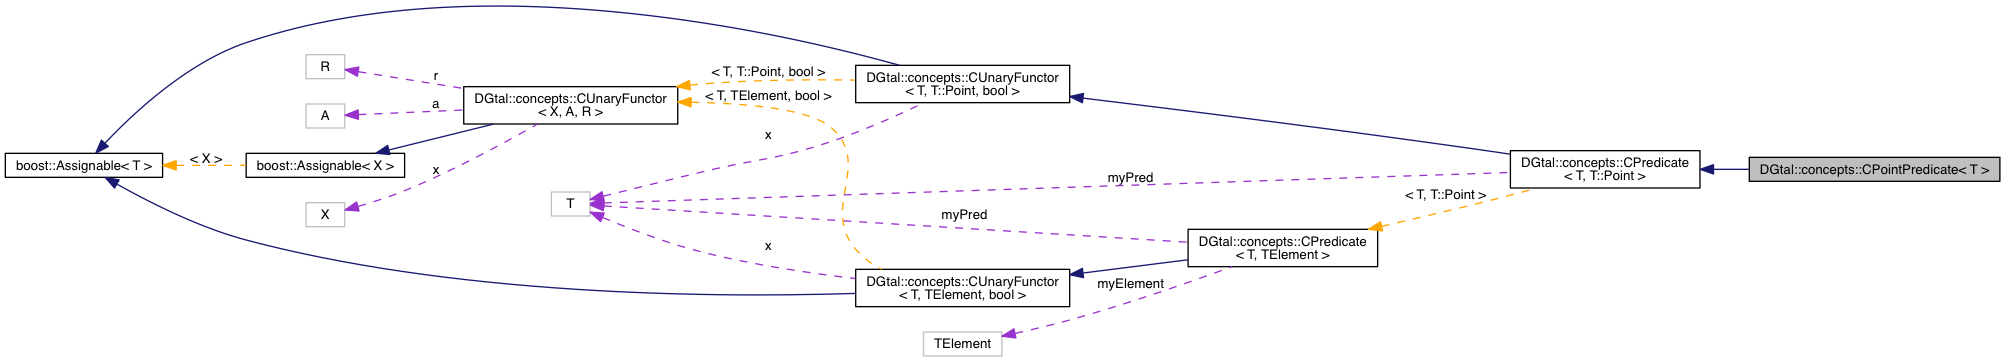 R
r
A
a
DGtal::concepts::CUnaryFunctor
< X, A, R >
< T, T::Point, bool >
< T, TElement, bool >
DGtal::concepts::CUnaryFunctor
< T, T::Point, bool >
boost::Assignable< T >
< X >
boost::Assignable< X >
x
x
X
T
myPred
DGtal::concepts::CPredicate
< T, T::Point >
DGtal::concepts::CPointPredicate< T >
< T, T::Point >
myPred
x
DGtal::concepts::CPredicate
< T, TElement >
DGtal::concepts::CUnaryFunctor
< T, TElement, bool >
myElement
TElement